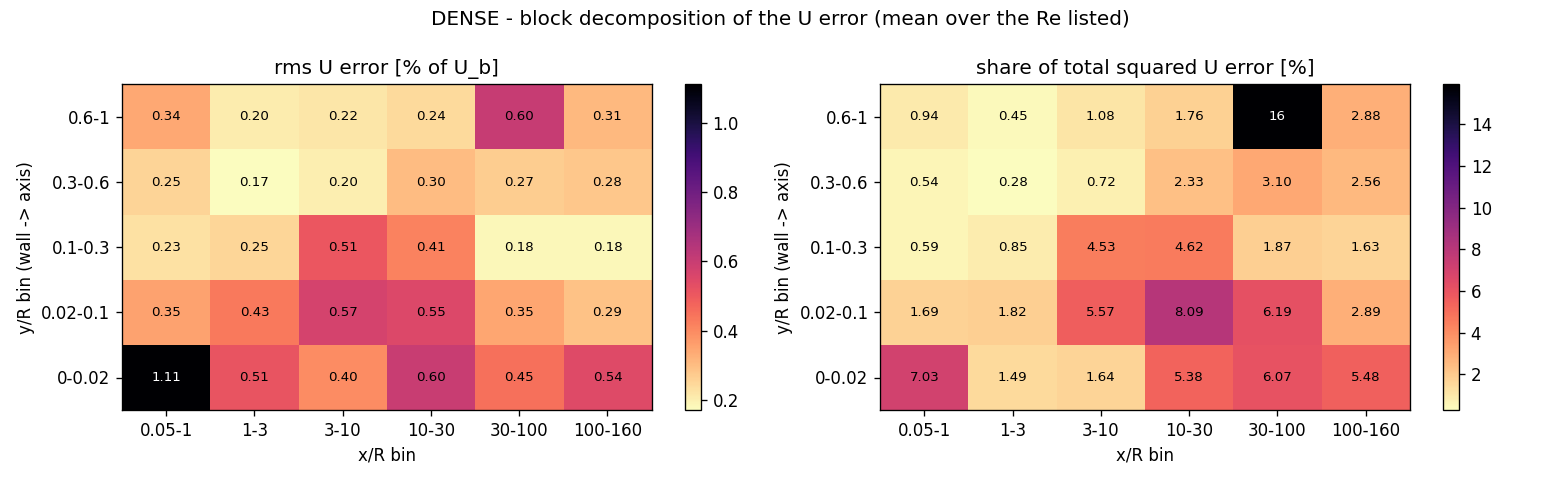 DENSE - block decomposition of the U error (mean over the Re listed)
rms U error [% of U_b]
y/R bin (wall -> axis)
0.6-1 0.34 0.20 0.22 0.24 0.60 0.31
0.3-0.6 0.25 0.17 0.20 0.30 0.27 0.28
0.1-0.3 0.23 0.25 0.51 0.41 0.18 0.18
0.02-0.1 0.35 0.43 0.57 0.55 0.35 0.29
0-0.02 1.11 0.51 0.40 0.60 0.45 0.54
0.05-1 1-3 3-10 10-30 30-100 100-160
x/R bin
1.0
0.8
0.6
0.4
0.2
share of total squared U error [%]
y/R bin (wall -> axis)
0.6-1 0.94 0.45 1.08 1.76 16 2.88
0.3-0.6 0.54 0.28 0.72 2.33 3.10 2.56
0.1-0.3 0.59 0.85 4.53 4.62 1.87 1.63
0.02-0.1 1.69 1.82 5.57 8.09 6.19 2.89
0-0.02 7.03 1.49 1.64 5.38 6.07 5.48
0.05-1 1-3 3-10 10-30 30-100 100-160
x/R bin
14
12
10
8
6
4
2